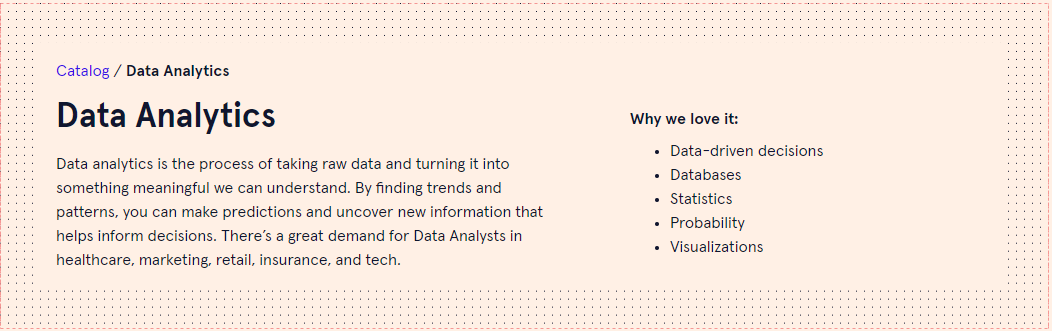 Catalog / Data Analytics
Data Analytics
Data analytics is the process of taking raw data and turning it into
something meaningful we can understand. By finding trends and
patterns, you can make predictions and uncover new information that
helps inform decisions. There’s a great demand for Data Analysts in
healthcare, marketing, retail, insurance, and tech.
Why we love it:
• Data-driven decisions
• Databases
• Statistics
• Probability
• Visualizations